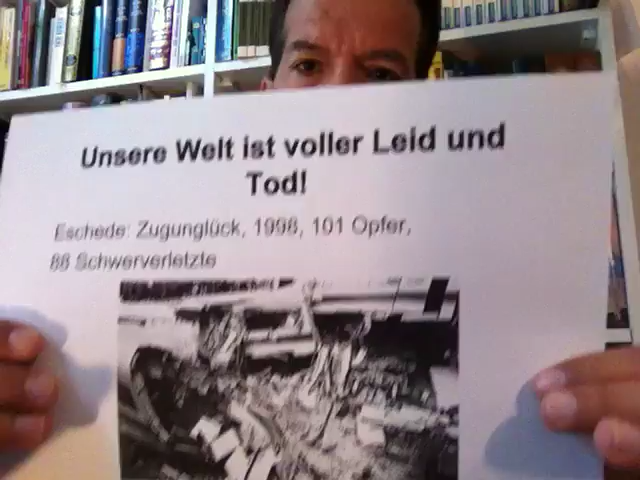 Unsere Welt ist voller Leid und
Tod!
Eschede: Zugunglück, 1998, 101 Opfer,
88 Schwerverletzte